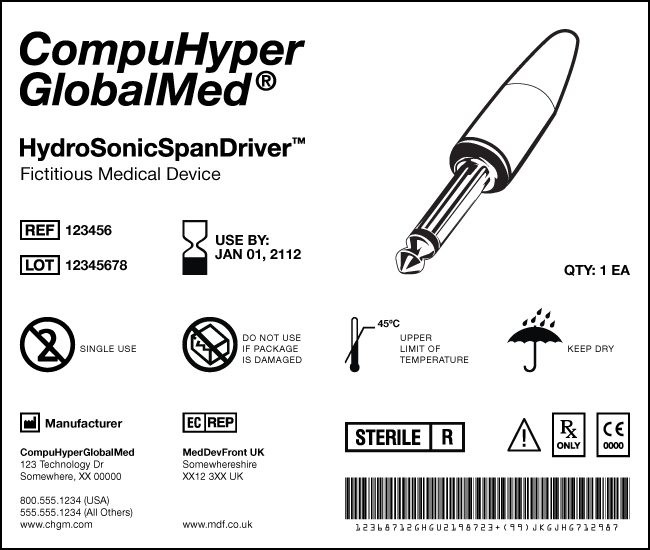 CompuHyper
GlobalMed®
HydroSonicSpanDriver™
Fictitious Medical Device
REF 123456
LOT 12345678
USE BY:
JAN 01, 2112
QTY: 1 EA
2
SINGLE USE
DO NOT USE
IF PACKAGE
IS DAMAGED
45ºC
UPPER
LIMIT OF
TEMPERATURE
KEEP DRY
Manufacturer
CompuHyperGlobalMed
123 Technology Dr
Somewhere, XX 00000
800.555.1234 (USA)
555.555.1234 (All Others)
www.chgm.com
EC REP
MedDevFront UK
Somewhereshire
XX12 3XX UK
www.mdf.co.uk
STERILE R
!
Rx
ONLY
CE
0000
12368712GHGU2198723+(99)JKGJHG712987